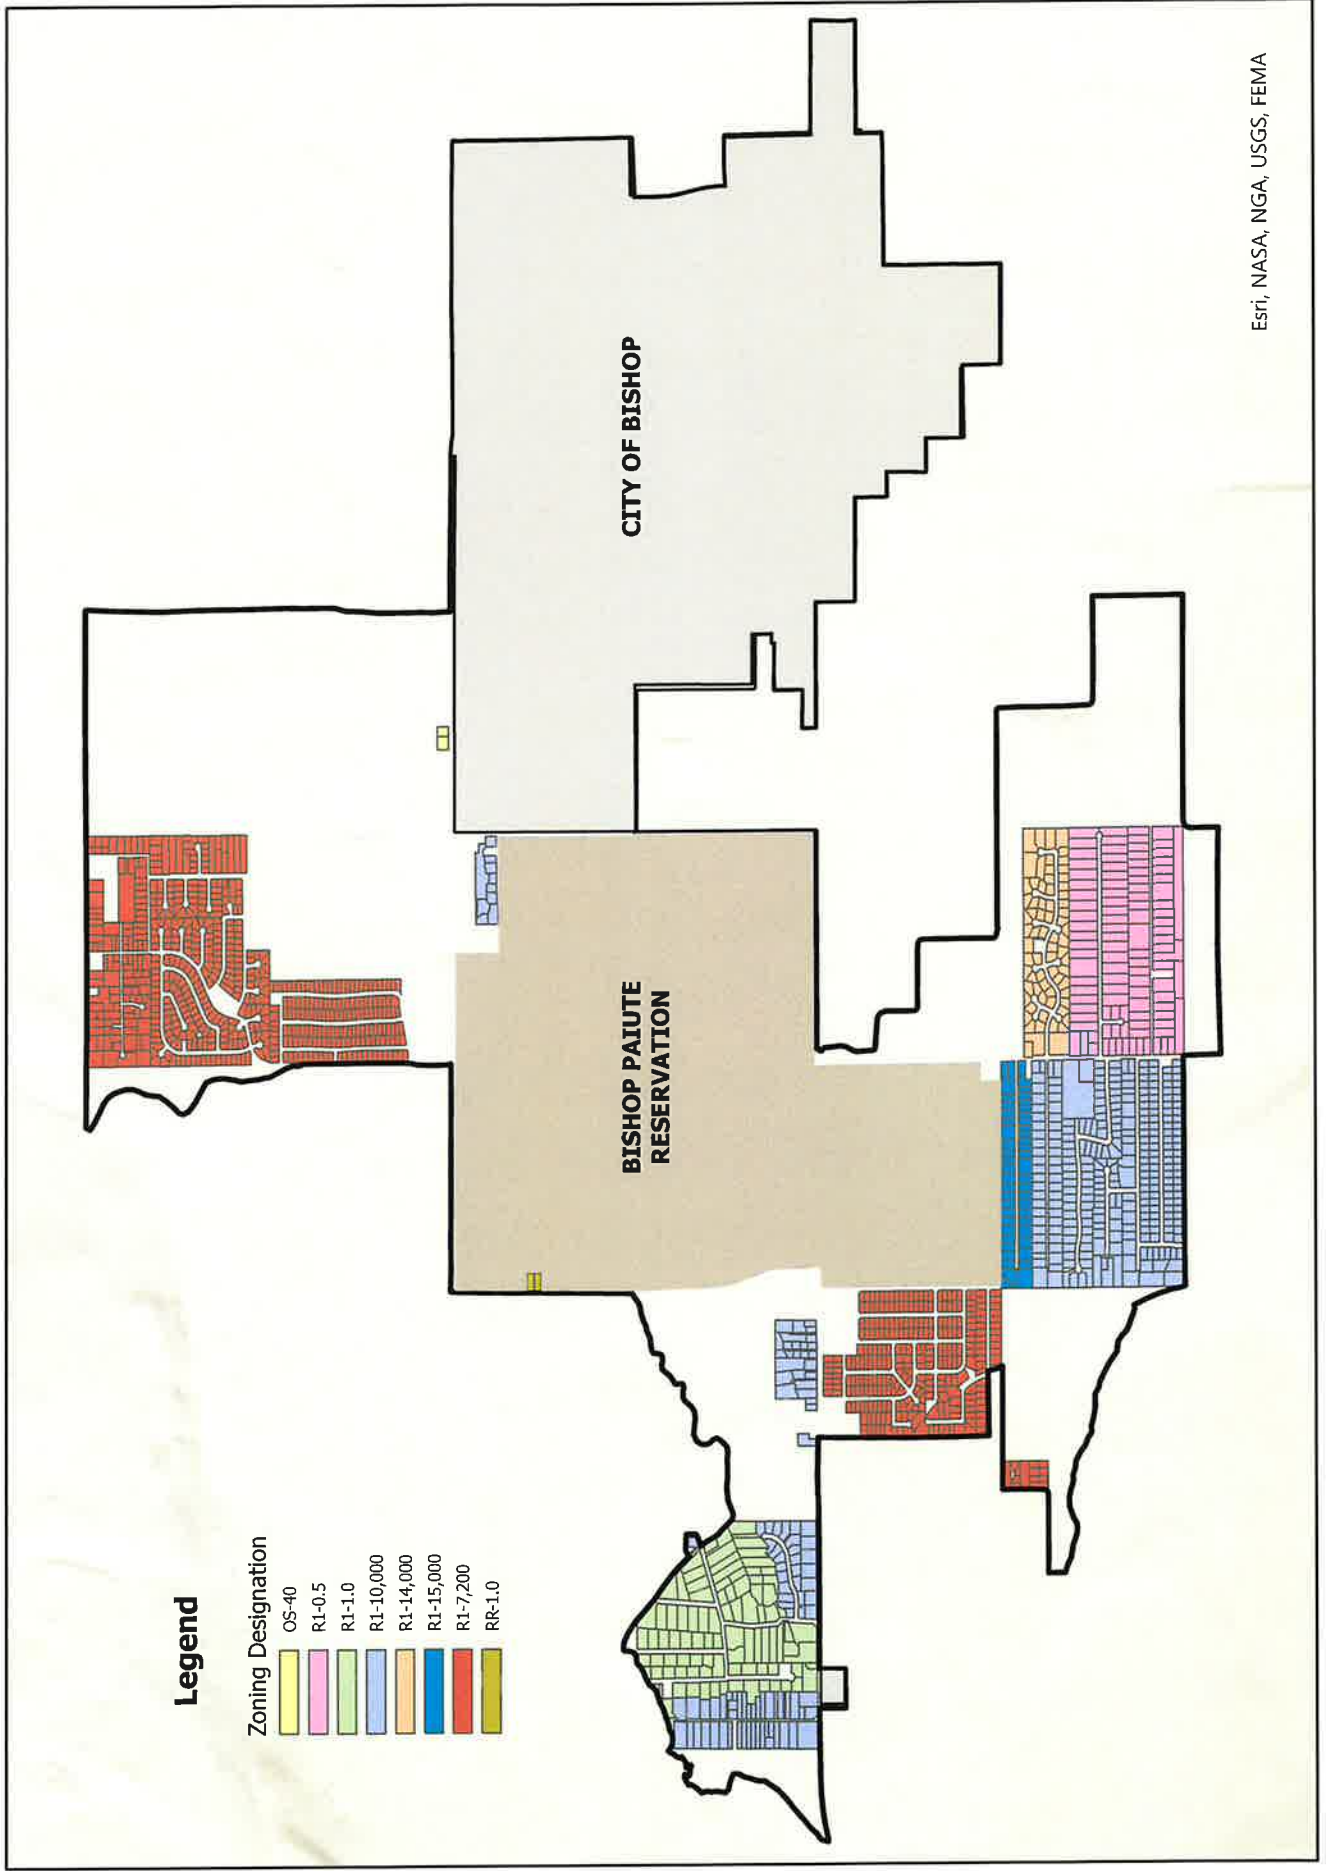 Legend
Zoning Designation
OS-40
R1-0.5
R1-1.0
R1-10,000
R1-14,000
R1-15,000
R1-7,200
RR-1.0
BISHOP PAIUTE
RESERVATION
CITY OF BISHOP
Esri, NASA, NGA, USGS, FEMA